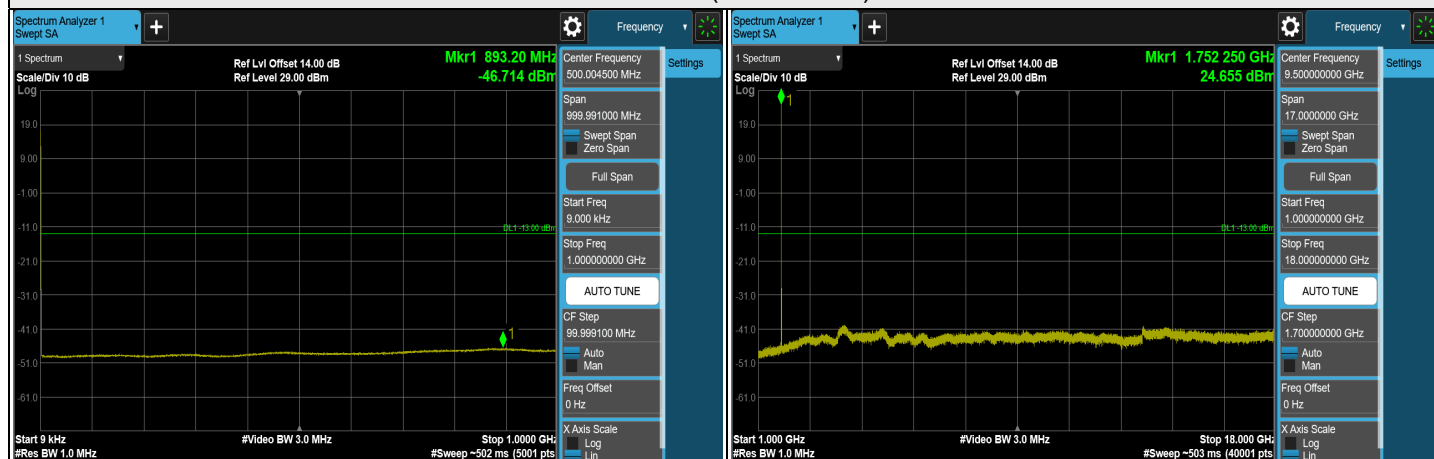 Spectrum Analyzer 1
Swept SA
+
Frequency
1 Spectrum
Scale/Div 10 dB
Log
Ref Lvl Offset 14.00 dB
Ref Level 29.00 dBm
Mkr1 893.20 MHz
-46.714 dBm
19.0
9.00
-1.00
-11.0
-21.0
-31.0
-41.0
-51.0
-61.0
DL1 -13.00 dBm
1
Start 9 kHz
#Res BW 1.0 MHz
#Video BW 3.0 MHz
Stop 1.0000 GHz
#Sweep ~502 ms (5001 pts
Center Frequency
500.004500 MHz
Settings
Span
999.991000 MHz
Swept Span
Zero Span
Full Span
Start Freq
9.000 kHz
Stop Freq
1.000000000 GHz
AUTO TUNE
CF Step
99.999100 MHz
Auto
Man
Freq Offset
0 Hz
X Axis Scale
Log
Lin
Spectrum Analyzer 1
Swept SA
+
Frequency
1 Spectrum
Scale/Div 10 dB
Log
Ref Lvl Offset 14.00 dB
Ref Level 29.00 dBm
Mkr1 1.752 250 GHz
24.655 dBm
1
19.0
9.00
-1.00
-11.0
-21.0
-31.0
-41.0
-51.0
-61.0
DL1 -13.00 dBm
Start 1.000 GHz
#Res BW 1.0 MHz
#Video BW 3.0 MHz
Stop 18.000 GHz
#Sweep ~503 ms (40001 pts
Center Frequency
9.500000000 GHz
Settings
Span
17.0000000 GHz
Swept Span
Zero Span
Full Span
Start Freq
1.000000000 GHz
Stop Freq
18.000000000 GHz
AUTO TUNE
CF Step
1.700000000 GHz
Auto
Man
Freq Offset
0 Hz
X Axis Scale
Log
Lin